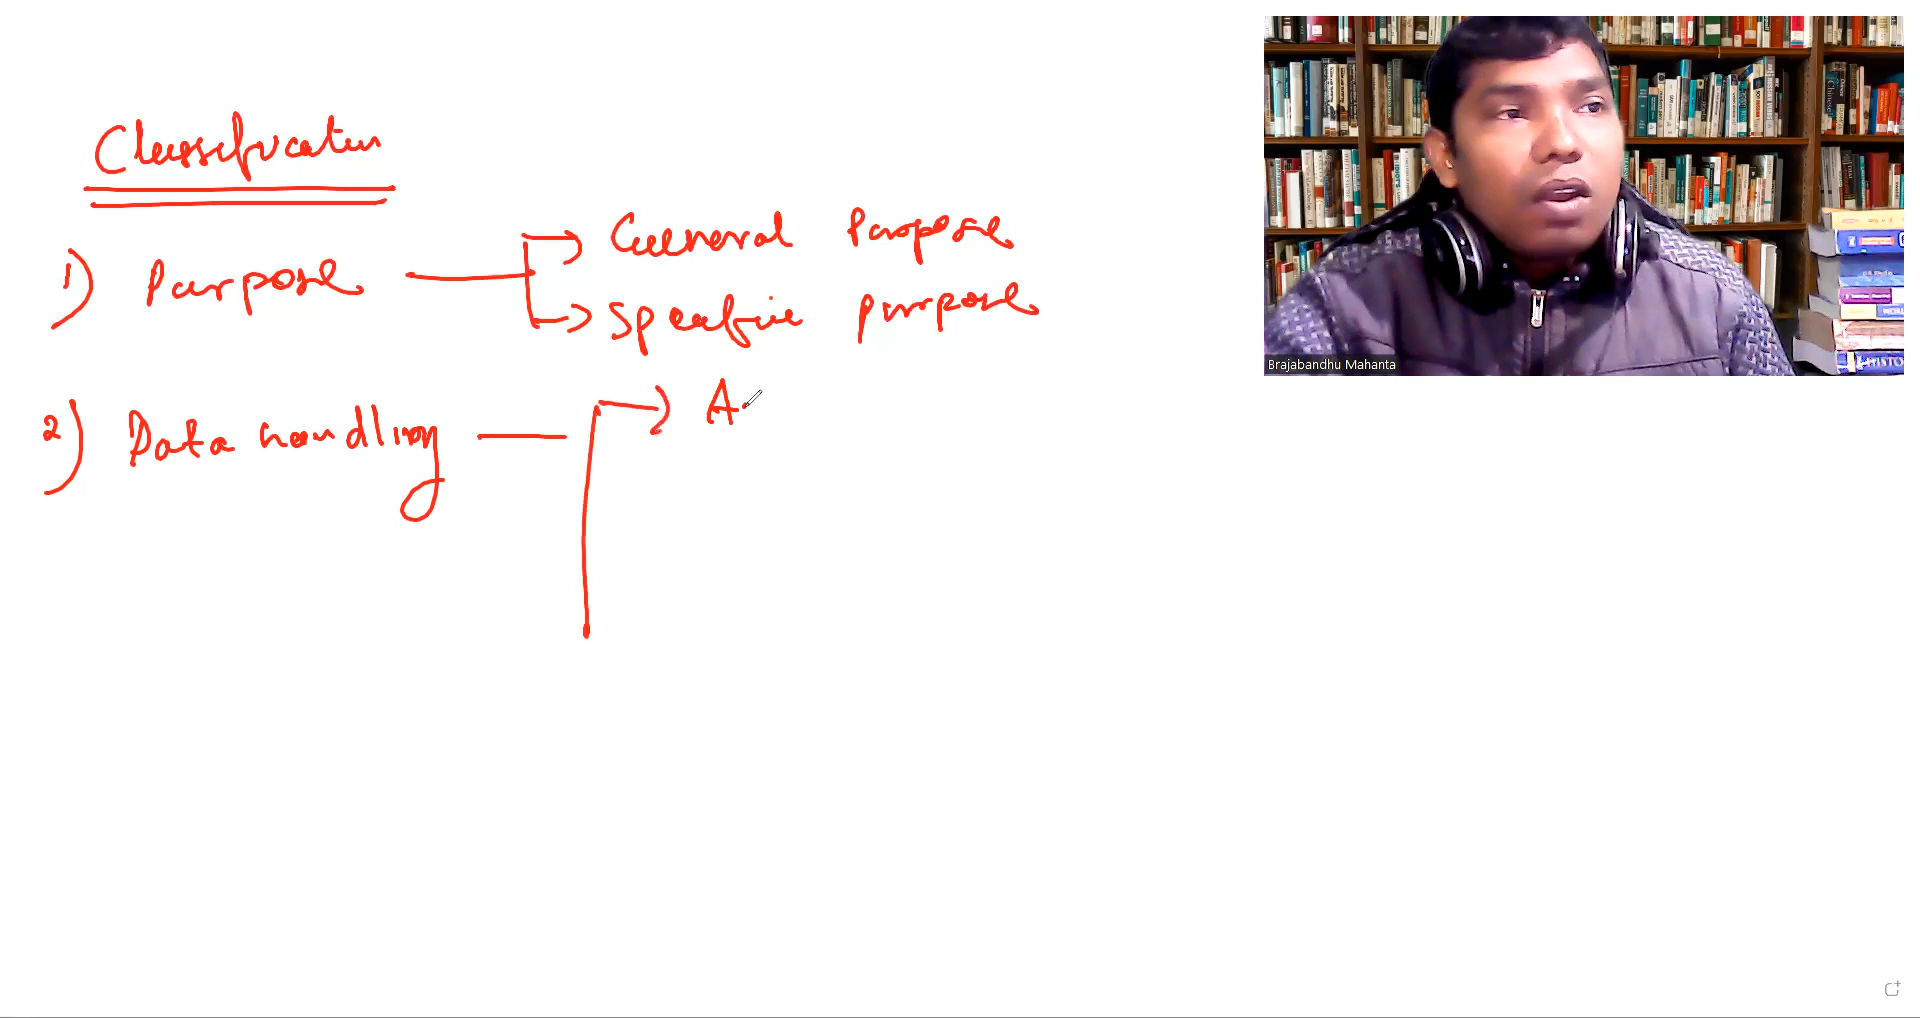 Classification
1) Purpose
General Purpose
Specific purpose
2) Data handling
A
Brajabandhu Mahanta